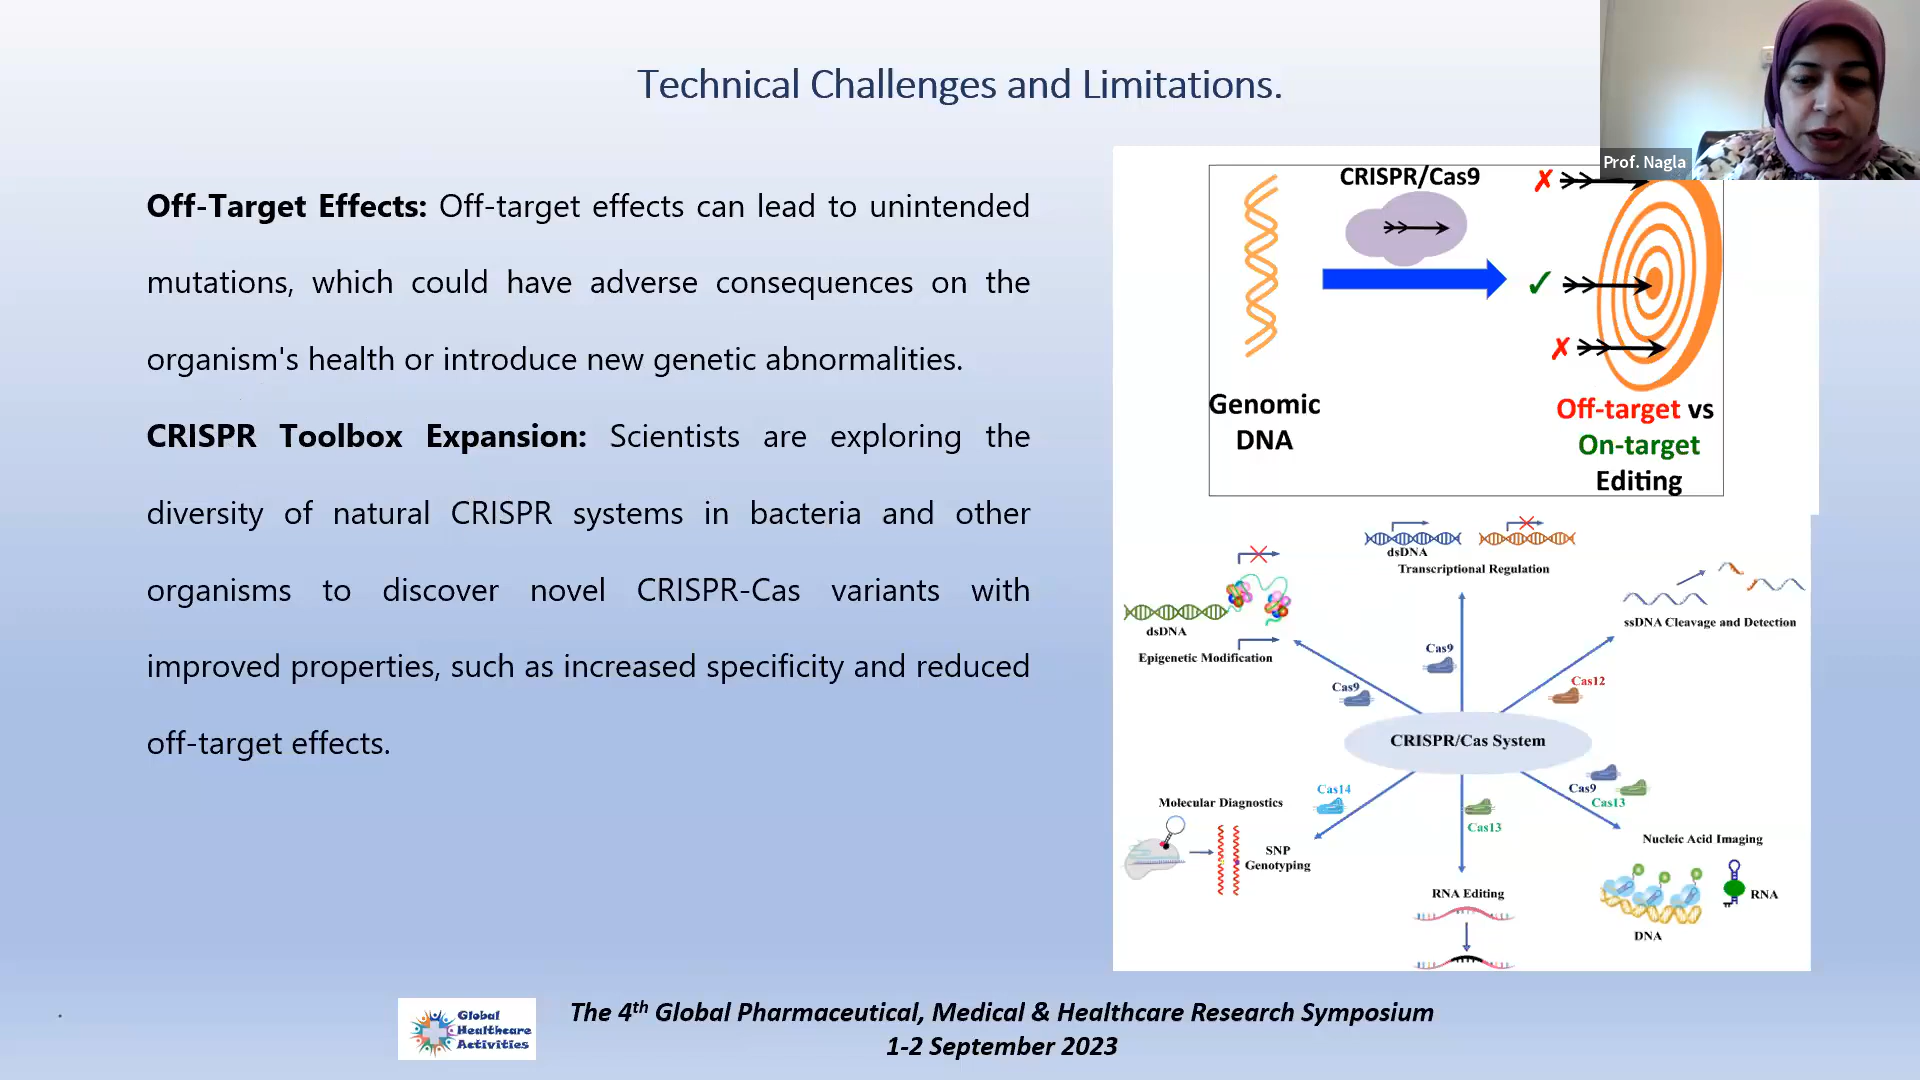 Technical Challenges and Limitations.
Prof. Nagla
Off-Target Effects: Off-target effects can lead to unintended
mutations, which could have adverse consequences on the
organism's health or introduce new genetic abnormalities.
CRISPR Toolbox Expansion: Scientists are exploring the
diversity of natural CRISPR systems in bacteria and other
organisms to discover novel CRISPR-Cas variants with
improved properties, such as increased specificity and reduced
off-target effects.
CRISPR/Cas9
Genomic
DNA
Off-target vs
On-target
Editing
dsDNA
Transcriptional Regulation
dsDNA
Epigenetic Modification
ssDNA Cleavage and Detection
Cas9
Cas9
Cas12
CRISPR/Cas System
Cas14
Cas13
Cas9
Cas13
Molecular Diagnostics
SNP
Genotyping
RNA Editing
Nucleic Acid Imaging
RNA
DNA
Global
Healthcare
Activities
The 4th Global Pharmaceutical, Medical & Healthcare Research Symposium
1-2 September 2023